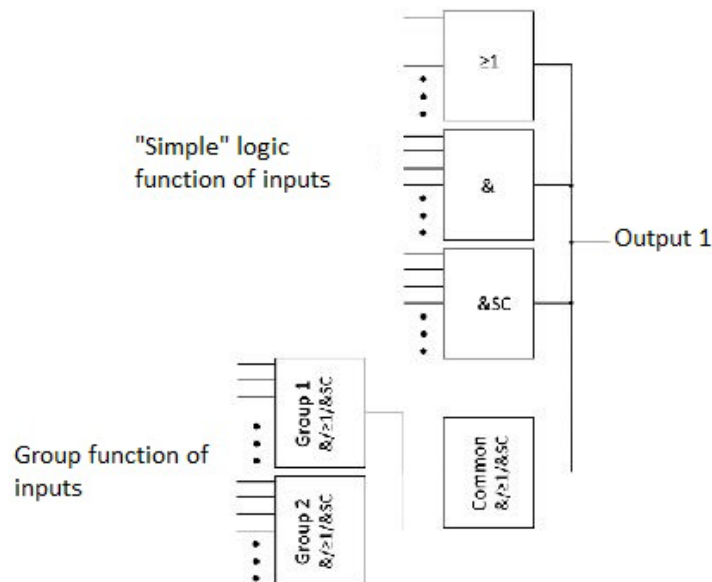 ≥1
"Simple" logic
function of inputs
&
Output 1
&SC
Group 1
&/≥1/&SC
Group function of
inputs
Common
&/≥1/&SC
Group 2
&/≥1/&SC